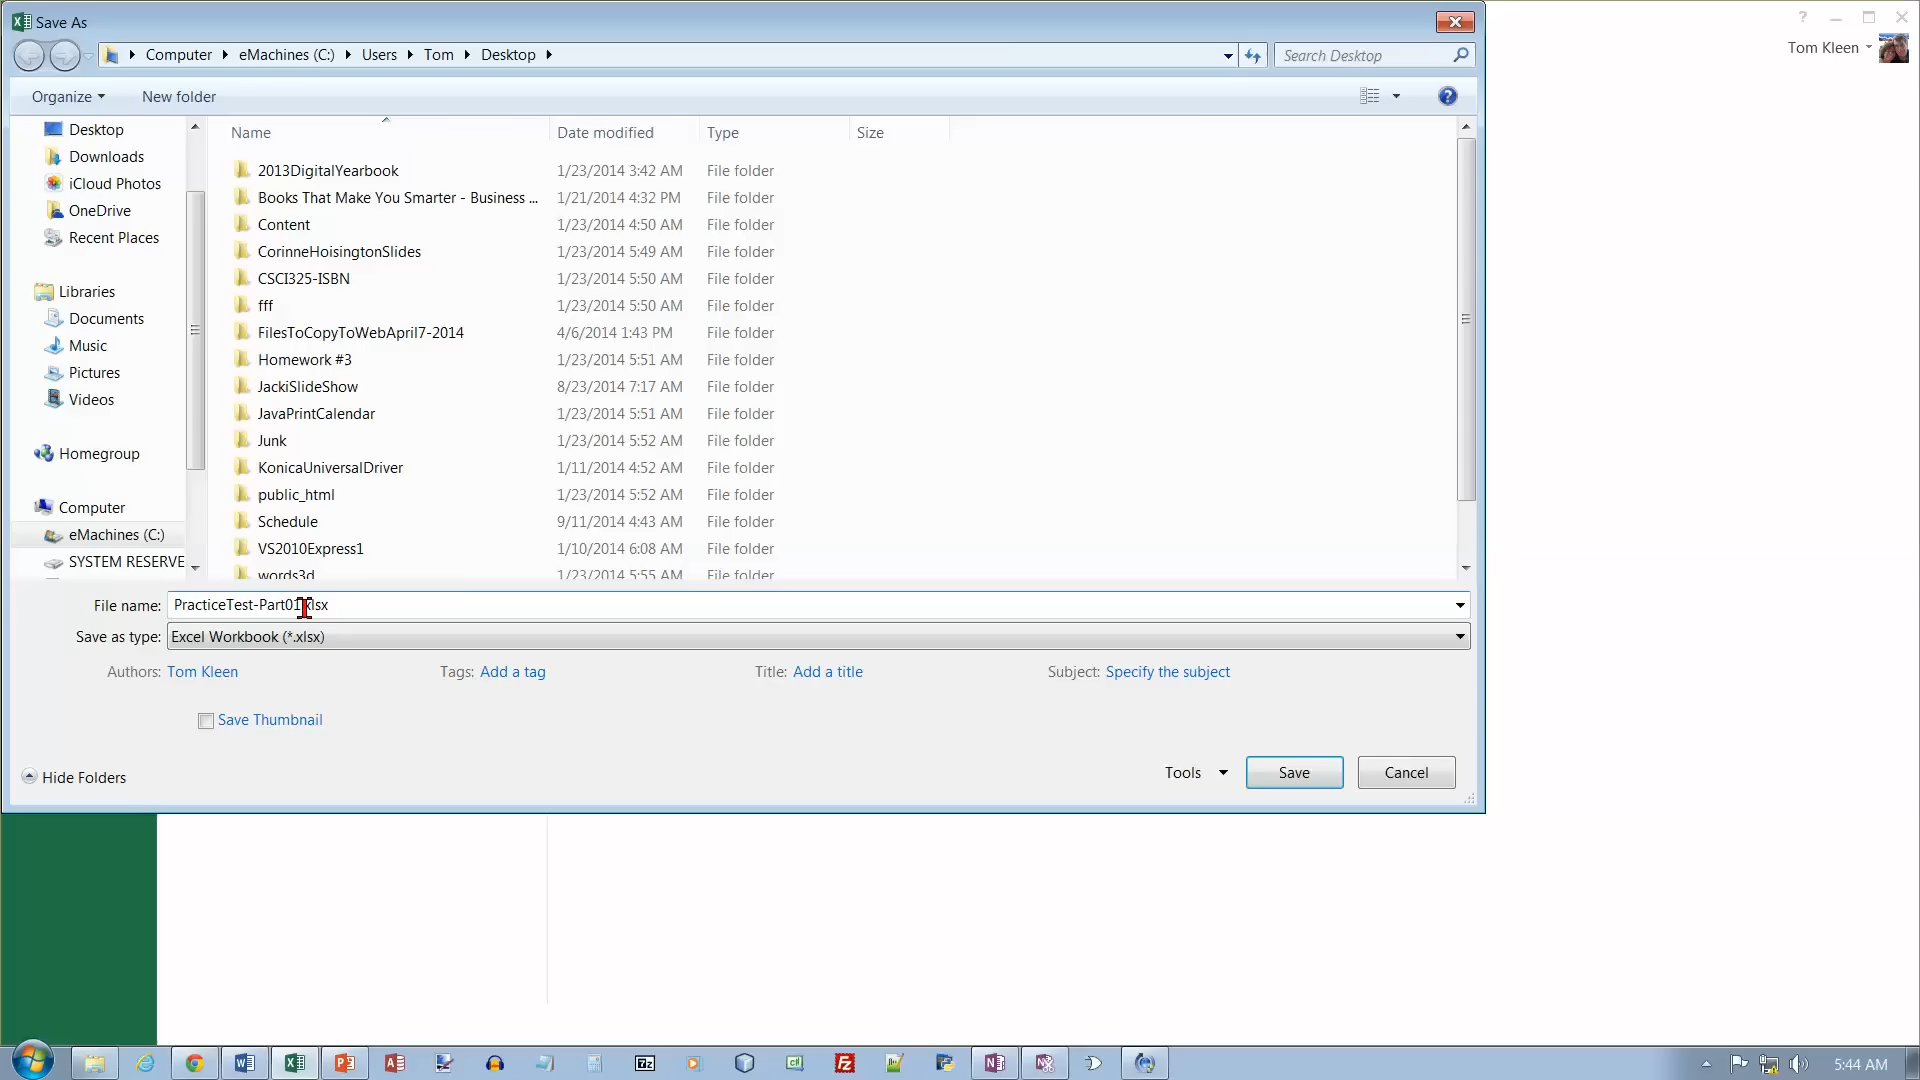 Save As
Computer eMachines (C:) Users Tom Desktop
Search Desktop
? Tom Kleen
Organize New folder
Name Date modified Type Size
Desktop
Downloads
iCloud Photos
OneDrive
Recent Places
Libraries
Documents
Music
Pictures
Videos
Homegroup
Computer
eMachines (C:)
SYSTEM RESERVE
2013DigitalYearbook 1/23/2014 3:42 AM File folder
Books That Make You Smarter - Business ... 1/21/2014 4:32 PM File folder
Content 1/23/2014 4:50 AM File folder
CorinneHoisingtonSlides 1/23/2014 5:49 AM File folder
CSCI325-ISBN 1/23/2014 5:50 AM File folder
fff 1/23/2014 5:50 AM File folder
FilesToCopyToWebApril7-2014 4/6/2014 1:43 PM File folder
Homework #3 1/23/2014 5:51 AM File folder
JackiSlideShow 8/23/2014 7:17 AM File folder
JavaPrintCalendar 1/23/2014 5:51 AM File folder
Junk 1/23/2014 5:52 AM File folder
KonicaUniversalDriver 1/11/2014 4:52 AM File folder
public_html 1/23/2014 5:52 AM File folder
Schedule 9/11/2014 4:43 AM File folder
VS2010Express1 1/10/2014 6:08 AM File folder
words3d 1/23/2014 5:55 AM File folder
File name: PracticeTest-Part01.xlsx
Save as type: Excel Workbook (*.xlsx)
Authors: Tom Kleen Tags: Add a tag Title: Add a title Subject: Specify the subject
Save Thumbnail
Hide Folders Tools Save Cancel
5:44 AM